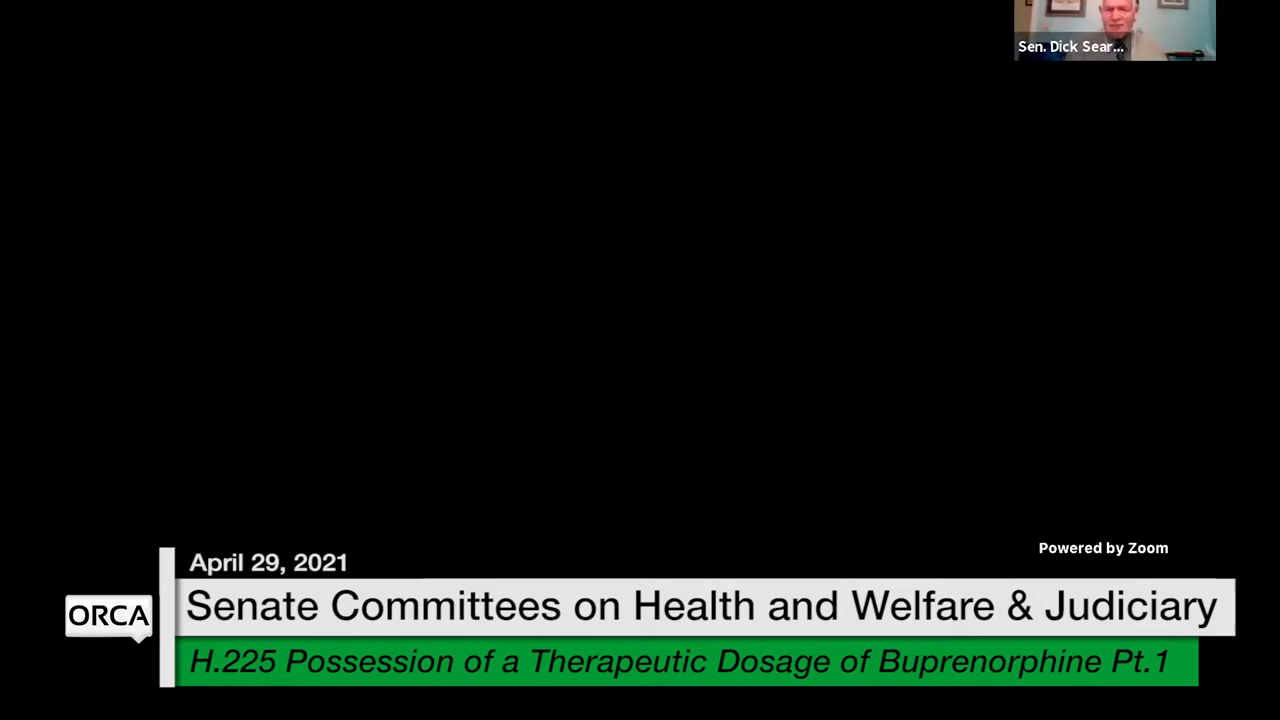 Sen. Dick Sear...
Powered by Zoom
April 29, 2021
Senate Committees on Health and Welfare & Judiciary
ORCA
H.225 Possession of a Therapeutic Dosage of Buprenorphine Pt.1